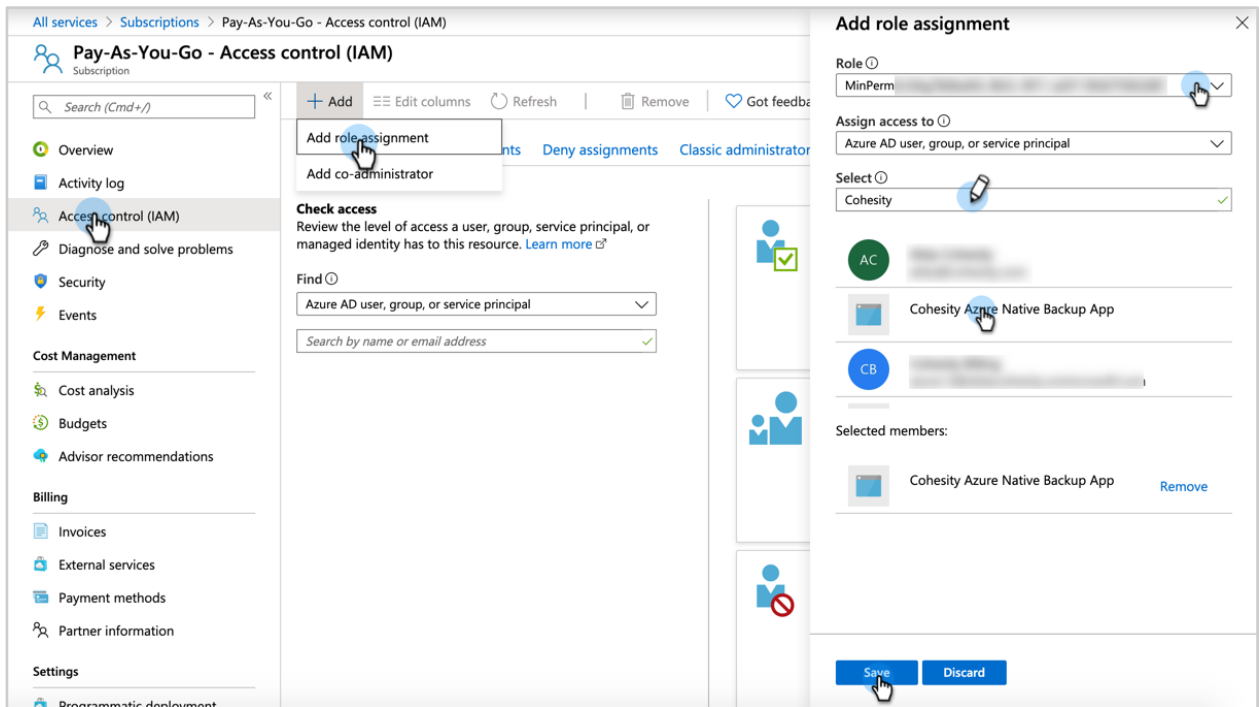 All services > Subscriptions > Pay-As-You-Go - Access control (IAM)
Pay-As-You-Go - Access control (IAM)
Subscription
Search (Cmd+/)
«
Overview
Activity log
Access control (IAM)
Diagnose and solve problems
Security
Events
Cost Management
Cost analysis
Budgets
Advisor recommendations
Billing
Invoices
External services
Payment methods
Partner information
Settings
Programmatic deployment
+ Add Edit columns Refresh | Remove Got feedba
Add role assignment
Add co-administrator
nts Deny assignments Classic administrator
Check access
Review the level of access a user, group, service principal, or
managed identity has to this resource. Learn more
Find
Azure AD user, group, or service principal
Search by name or email address
Add role assignment
Role
MinPerm
Assign access to
Azure AD user, group, or service principal
Select
Cohesity
AC
Cohesity Azure Native Backup App
CB
Selected members:
Cohesity Azure Native Backup App
Remove
Save
Discard